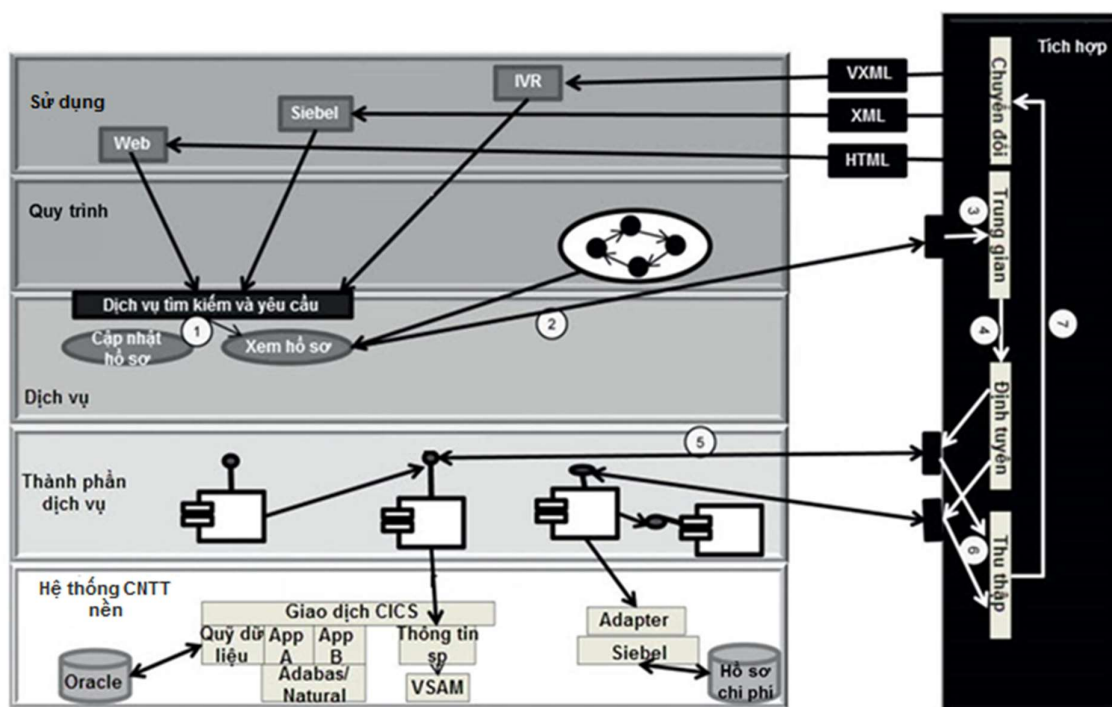 Tích hợp
Chuyển đổi
VXML
IVR
Sử dụng
Siebel
XML
Web
HTML
Trung gian
Quy trình
3
2
4
7
Dịch vụ tìm kiếm và yêu cầu
1
Cập nhật
hồ sơ
Xem hồ sơ
Dịch vụ
Định tuyến
5
Thành phần
dịch vụ
6
Thu thập
Hệ thống CNTT
nền
Giao dịch CICS
Quỹ dữ
liệu
App
A
App
B
Thông tin
sp
Adapter
Siebel
Oracle
Adabas/
Natural
VSAM
Hồ sơ
chi phí